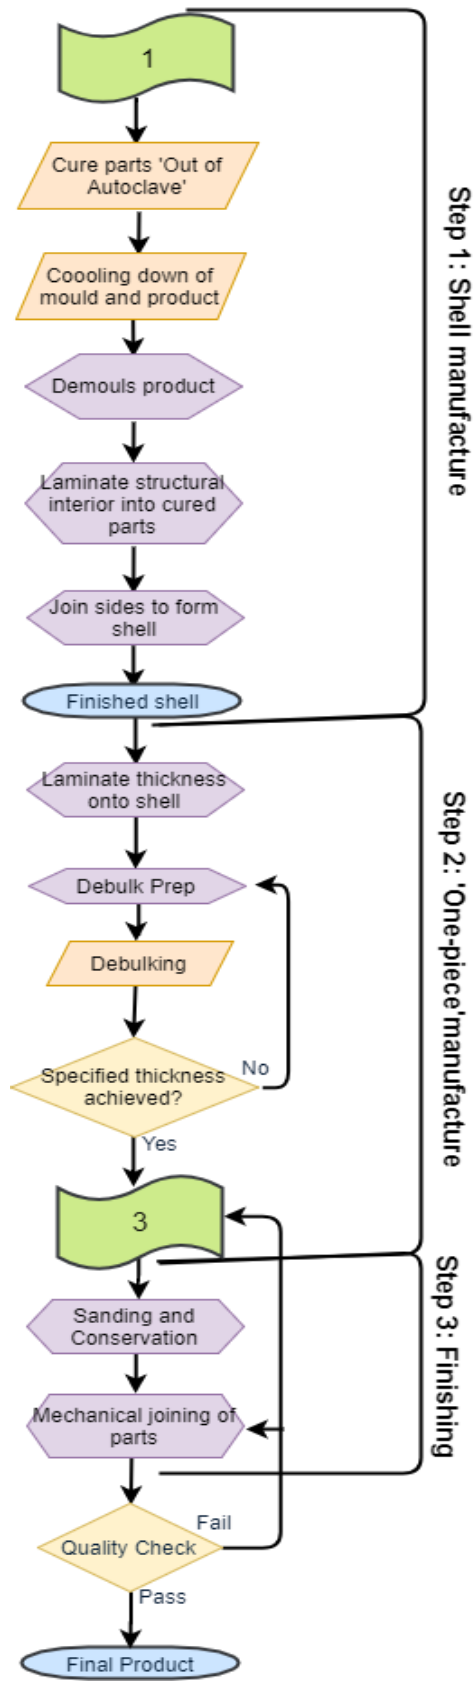 1
Cure parts 'Out of
Autoclave'
Coooling down of
mould and product
Demouls product
Laminate structural
interior into cured
parts
Join sides to form
shell
Finished shell
Step 1: Shell manufacture
Laminate thickness
onto shell
Debulk Prep
Debulking
Specified thickness
achieved?
No
Yes
Step 2: 'One-piece'manufacture
3
Sanding and
Conservation
Mechanical joining of
parts
Step 3: Finishing
Fail
Quality Check
Pass
Final Product